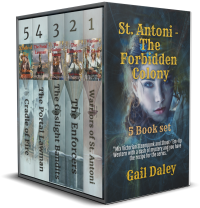 5
4
3
2
1
Cradle of Fire
The Portal Lawman
The Gaslight Bandits
The Enforcers
Warriors of St. Antoni
St. Antoni -
The
Forbidden
Colony
5 Book set
Gail Daley